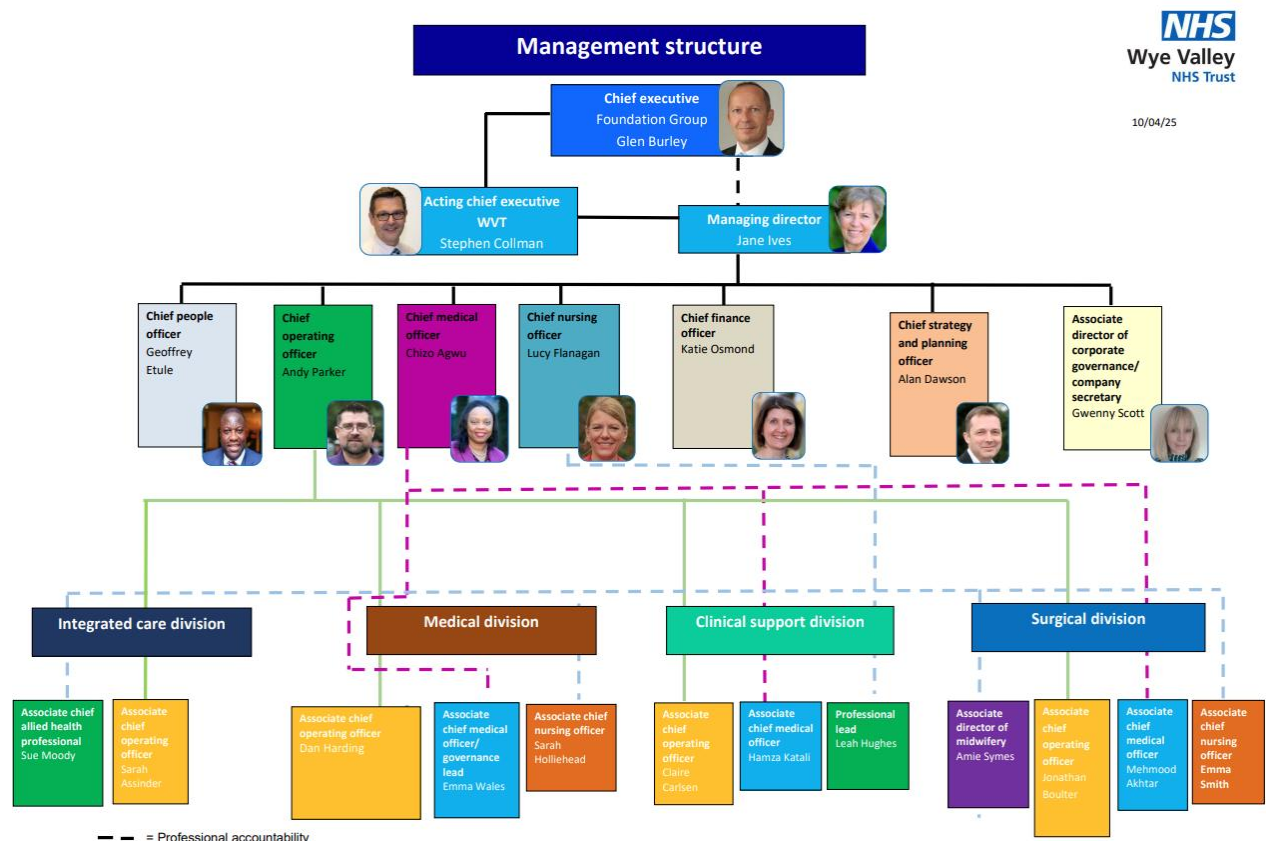 Management structure
NHS
Wye Valley
NHS Trust
10/04/25
Chief executive
Foundation Group
Glen Burley
Acting chief executive
WVT
Stephen Collman
Managing director
Jane Ives
Chief people
officer
Geoffrey
Etule
Chief
operating
officer
Andy Parker
Chief medical
officer
Chizo Agwu
Chief nursing
officer
Lucy Flanagan
Chief finance
officer
Katie Osmond
Chief strategy
and planning
officer
Alan Dawson
Associate
director of
corporate
governance/
company
secretary
Gwenny Scott
Integrated care division
Medical division
Clinical support division
Surgical division
Associate chief
allied health
professional
Sue Moody
Associate
chief
operating
officer
Sarah
Assinder
Associate chief
operating officer
Dan Harding
Associate
chief medical
officer/
governance
lead
Emma Wales
Associate chief
nursing officer
Sarah
Holliehead
Associate
chief
operating
officer
Claire
Carlsen
Associate
chief medical
officer
Hamza Katali
Professional
lead
Leah Hughes
Associate
director of
midwifery
Amie Symes
Associate
chief
operating
officer
Jonathan
Boulter
Associate
chief
medical
officer
Mehmood
Akhtar
Associate
chief
nursing
officer
Emma
Smith
= Professional accountability